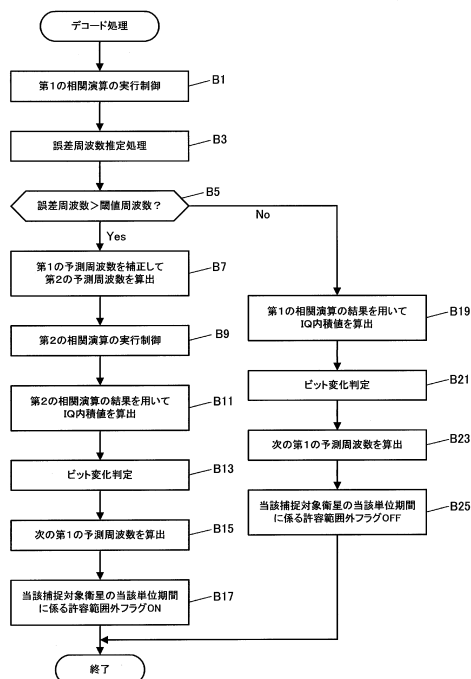 デコード処理
第1の相関演算の実行制御
B1
誤差周波数推定処理
B3
誤差周波数＞閾値周波数？
B5
No
Yes
第1の予測周波数を補正して
第2の予測周波数を算出
B7
第2の相関演算の実行制御
B9
第2の相関演算の結果を用いて
IQ内積値を算出
B11
ビット変化判定
B13
次の第1の予測周波数を算出
B15
当該捕捉対象衛星の当該単位期間
に係る許容範囲外フラグON
B17
第1の相関演算の結果を用いて
IQ内積値を算出
B19
ビット変化判定
B21
次の第1の予測周波数を算出
B23
当該捕捉対象衛星の当該単位期間
に係る許容範囲外フラグOFF
B25
終了